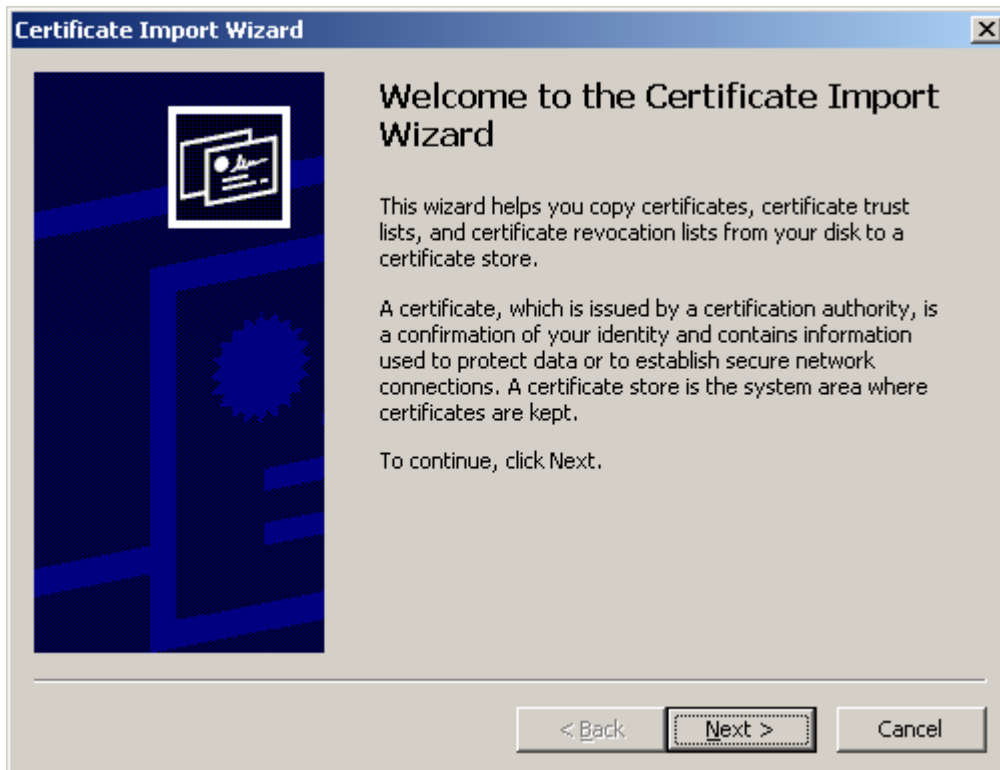 Certificate Import Wizard
Welcome to the Certificate Import
Wizard
This wizard helps you copy certificates, certificate trust
lists, and certificate revocation lists from your disk to a
certificate store.
A certificate, which is issued by a certification authority, is
a confirmation of your identity and contains information
used to protect data or to establish secure network
connections. A certificate store is the system area where
certificates are kept.
To continue, click Next.
< Back Next > Cancel